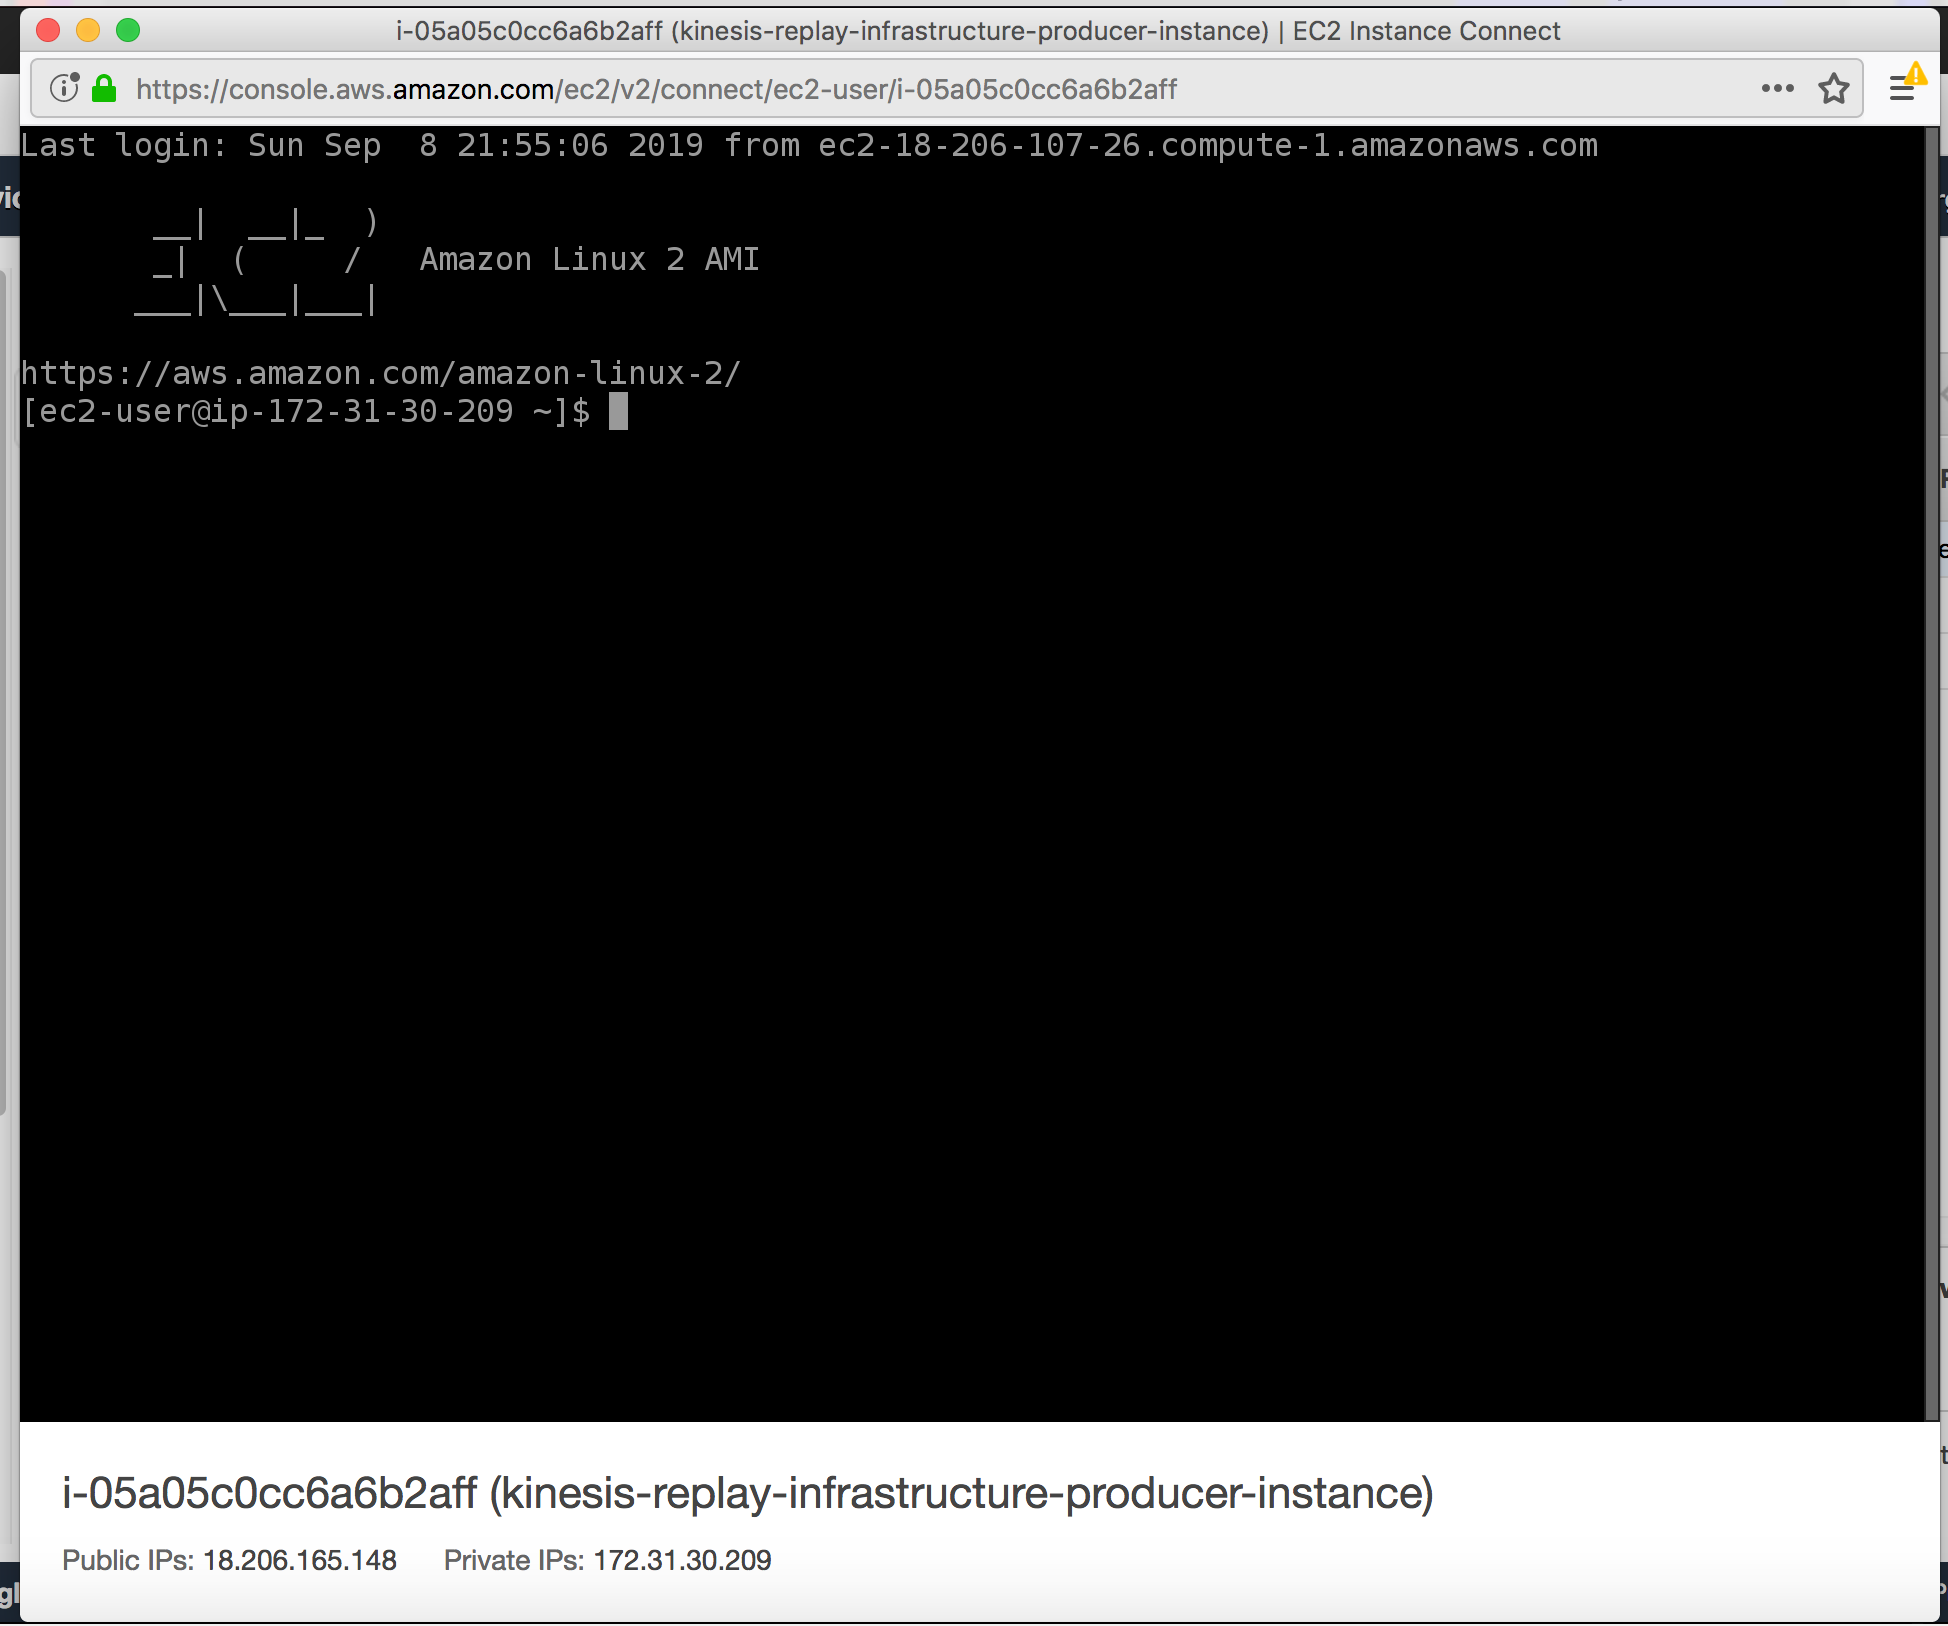 i-05a05c0cc6a6b2aff (kinesis-replay-infrastructure-producer-instance) | EC2 Instance Connect
https://console.aws.amazon.com/ec2/v2/connect/ec2-user/i-05a05c0cc6a6b2aff
Last login: Sun Sep  8 21:55:06 2019 from ec2-18-206-107-26.compute-1.amazonaws.com
       __|  __|_  )
       _|  (     /   Amazon Linux 2 AMI
      ___|\___|___|
https://aws.amazon.com/amazon-linux-2/
[ec2-user@ip-172-31-30-209 ~]$
i-05a05c0cc6a6b2aff (kinesis-replay-infrastructure-producer-instance)
Public IPs: 18.206.165.148 Private IPs: 172.31.30.209